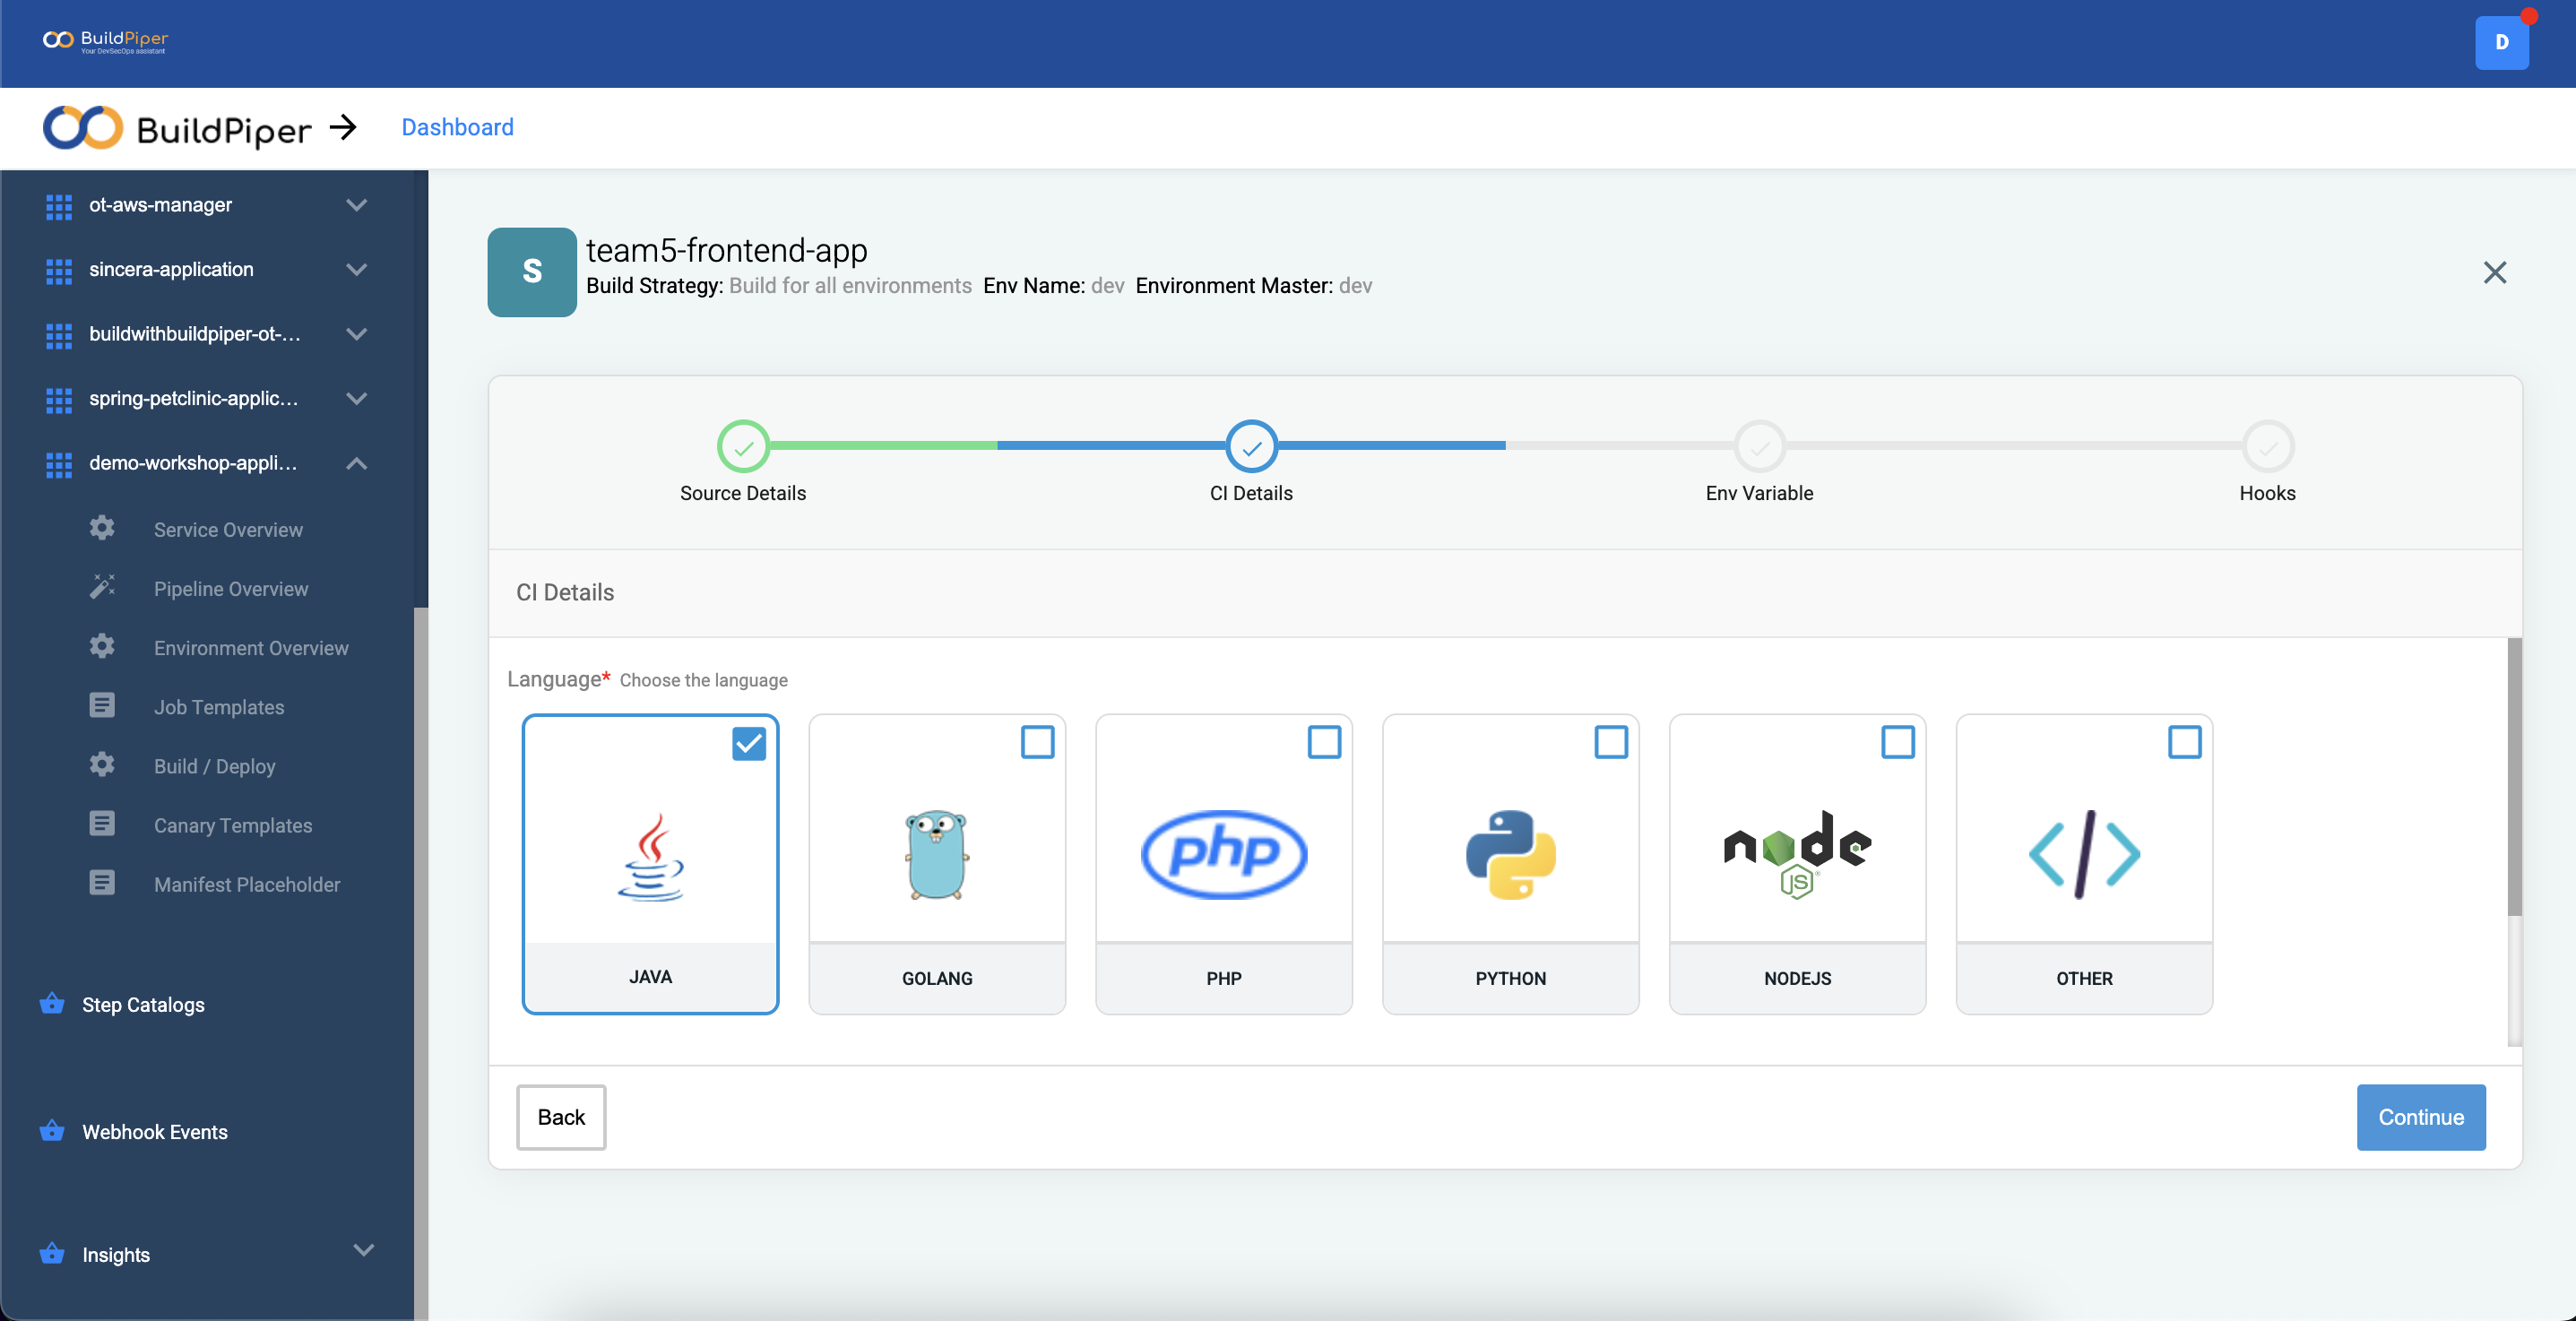 BuildPiper
Your DevSecOps assistant
D
BuildPiper
Dashboard
ot-aws-manager
sincera-application
buildwithbuildpiper-ot-...
spring-petclinic-applic...
demo-workshop-appli...
Service Overview
Pipeline Overview
Environment Overview
Job Templates
Build / Deploy
Canary Templates
Manifest Placeholder
Step Catalogs
Webhook Events
Insights
S
team5-frontend-app
Build Strategy: Build for all environments Env Name: dev Environment Master: dev
Source Details
CI Details
Env Variable
Hooks
CI Details
Language* Choose the language
php
node
JS
JAVA
GOLANG
PHP
PYTHON
NODEJS
OTHER
Back
Continue